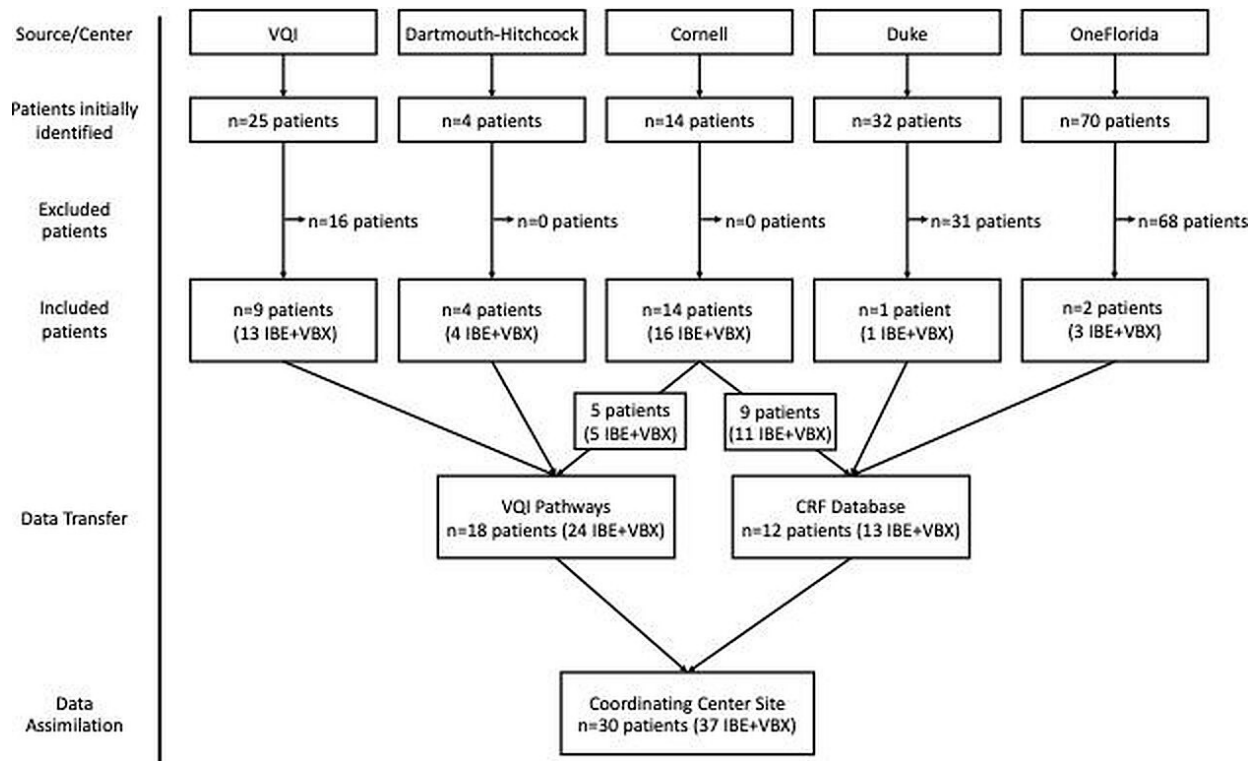 Source/Center
VQI
Dartmouth-Hitchcock
Cornell
Duke
OneFlorida
Patients initially
identified
n=25 patients
n=4 patients
n=14 patients
n=32 patients
n=70 patients
Excluded
patients
n=16 patients
n=0 patients
n=0 patients
n=31 patients
n=68 patients
Included
patients
n=9 patients
(13 IBE+VBX)
n=4 patients
(4 IBE+VBX)
n=14 patients
(16 IBE+VBX)
n=1 patient
(1 IBE+VBX)
n=2 patients
(3 IBE+VBX)
5 patients
(5 IBE+VBX)
9 patients
(11 IBE+VBX)
Data Transfer
VQI Pathways
n=18 patients (24 IBE+VBX)
CRF Database
n=12 patients (13 IBE+VBX)
Data
Assimilation
Coordinating Center Site
n=30 patients (37 IBE+VBX)